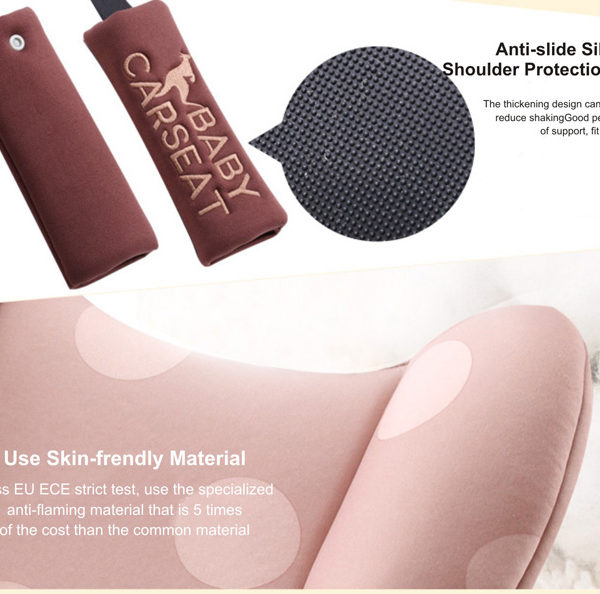 BABY
CARSEAT
Anti-slide Sil
Shoulder Protectio
The thickening design can
reduce shakingGood pe
of support, fit
Use Skin-frendly Material
ss EU ECE strict test, use the specialized
anti-flaming material that is 5 times
of the cost than the common material